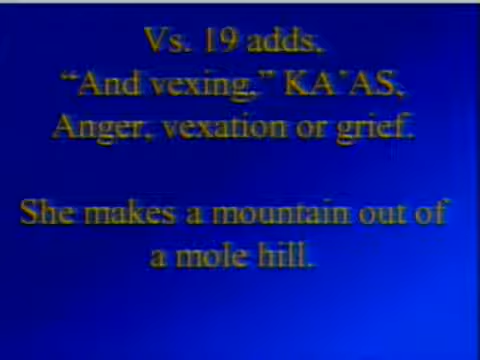 Vs. 19 adds,
“And vexing,” KA’AS,
Anger, vexation or grief.
She makes a mountain out of
a mole hill.